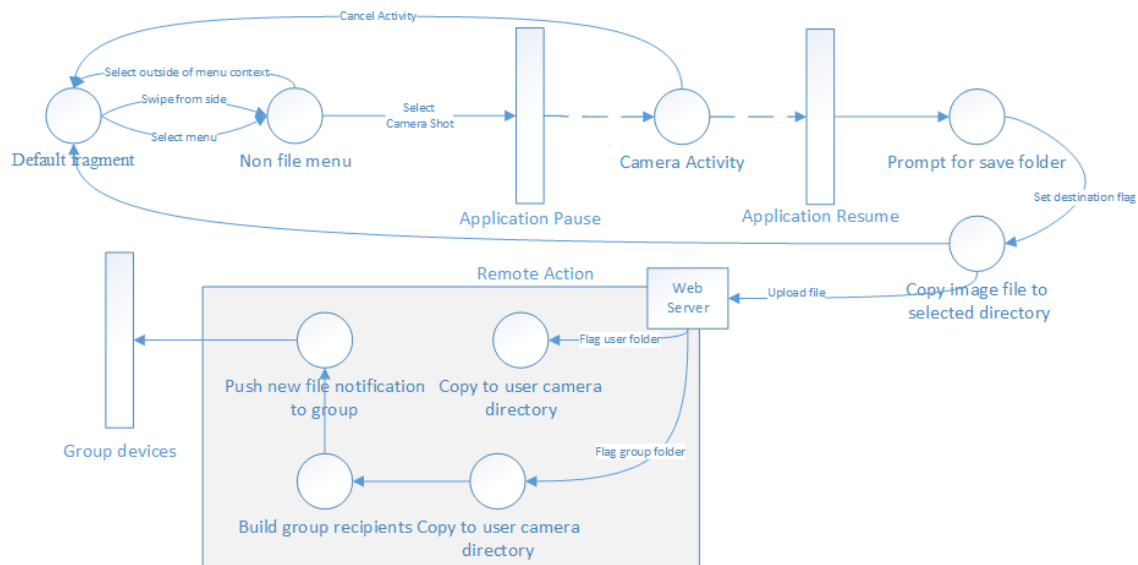 Cancel Activity
Select outside of menu context
Swipe from side
Select menu
Select
Camera Shot
Default fragment
Non file menu
Camera Activity
Prompt for save folder
Application Pause
Application Resume
Set destination flag
Remote Action
Web
Server
Upload file
Copy image file to
selected directory
Flag user folder
Push new file notification
to group
Copy to user camera
directory
Group devices
Flag group folder
Build group recipients
Copy to user camera
directory